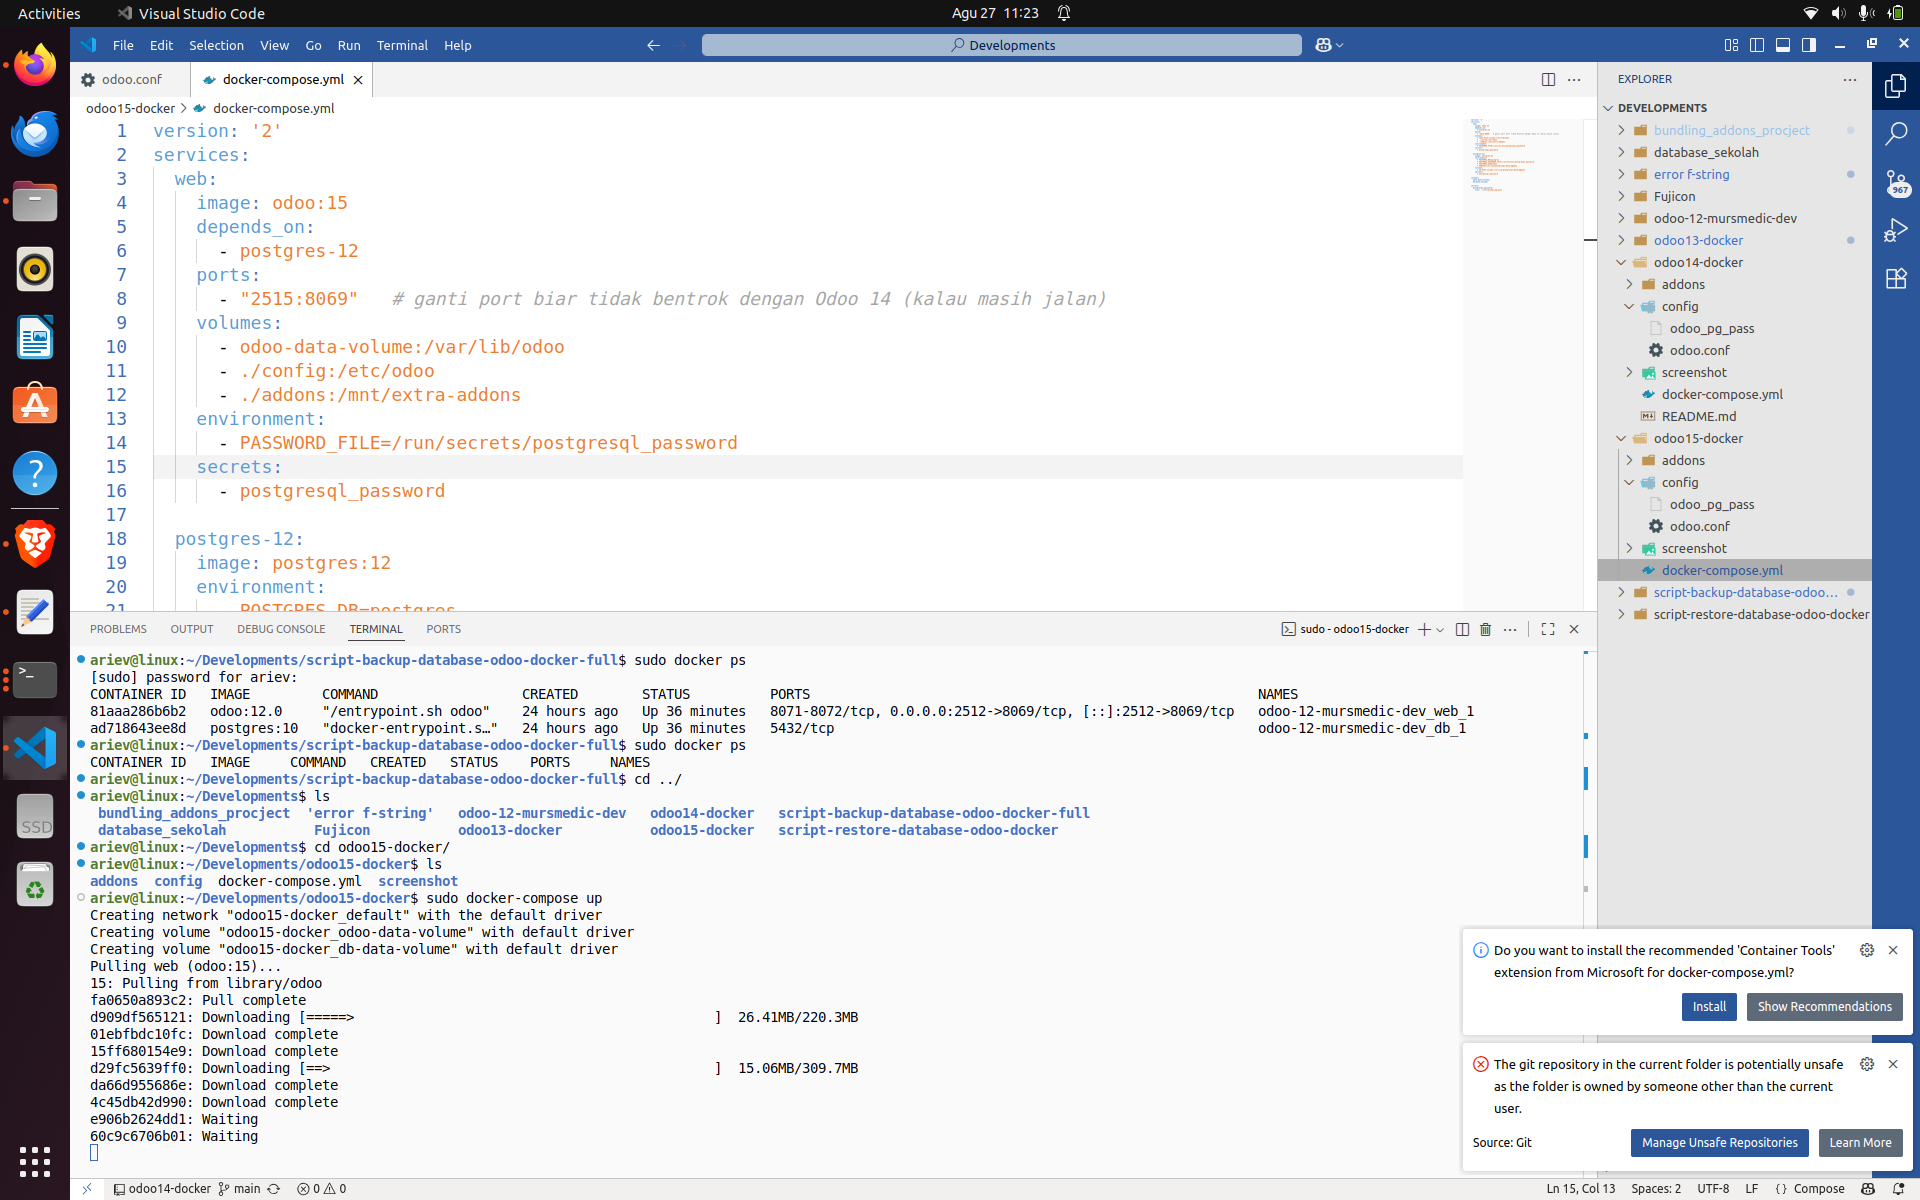 Activities
Visual Studio Code
Agu 27 11:23
File Edit Selection View Go Run Terminal Help
Developments
odoo.conf
docker-compose.yml
odoo15-docker > docker-compose.yml
1 version: '2'
2 services:
3 web:
4 image: odoo:15
5 depends_on:
6 - postgres-12
7 ports:
8 - "2515:8069" # ganti port biar tidak bentrok dengan Odoo 14 (kalau masih jalan)
9 volumes:
10 - odoo-data-volume:/var/lib/odoo
11 - ./config:/etc/odoo
12 - ./addons:/mnt/extra-addons
13 environment:
14 - PASSWORD_FILE=/run/secrets/postgresql_password
15 secrets:
16 - postgresql_password
17
18 postgres-12:
19 image: postgres:12
20 environment:
21 - POSTGRES_DB=postgres
PROBLEMS OUTPUT DEBUG CONSOLE TERMINAL PORTS
sudo - odoo15-docker
ariev@linux:~/Developments/script-backup-database-odoo-docker-full$ sudo docker ps
[sudo] password for ariev:
CONTAINER ID IMAGE COMMAND CREATED STATUS PORTS NAMES
81aaa286b6b2 odoo:12.0 "/entrypoint.sh odoo" 24 hours ago Up 36 minutes 8071-8072/tcp, 0.0.0.0:2512->8069/tcp, [::]:2512->8069/tcp odoo-12-mursmedic-dev_web_1
ad718643ee8d postgres:10 "docker-entrypoint.s…" 24 hours ago Up 36 minutes 5432/tcp odoo-12-mursmedic-dev_db_1
ariev@linux:~/Developments/script-backup-database-odoo-docker-full$ sudo docker ps
CONTAINER ID IMAGE COMMAND CREATED STATUS PORTS NAMES
ariev@linux:~/Developments/script-backup-database-odoo-docker-full$ cd ../
ariev@linux:~/Developments$ ls
bundling_addons_procject 'error f-string' odoo-12-mursmedic-dev odoo14-docker script-backup-database-odoo-docker-full
database_sekolah Fujicon odoo13-docker odoo15-docker script-restore-database-odoo-docker
ariev@linux:~/Developments$ cd odoo15-docker/
ariev@linux:~/Developments/odoo15-docker$ ls
addons config docker-compose.yml screenshot
ariev@linux:~/Developments/odoo15-docker$ sudo docker-compose up
Creating network "odoo15-docker_default" with the default driver
Creating volume "odoo15-docker_odoo-data-volume" with default driver
Creating volume "odoo15-docker_db-data-volume" with default driver
Pulling web (odoo:15)...
15: Pulling from library/odoo
fa0650a893c2: Pull complete
d909df565121: Downloading [=====> ] 26.41MB/220.3MB
01ebfbdc10fc: Download complete
15ff680154e9: Download complete
d29fc5639ff0: Downloading [==> ] 15.06MB/309.7MB
da66d955686e: Download complete
4c45db42d990: Download complete
e906b2624dd1: Waiting
60c9c6706b01: Waiting
EXPLORER
DEVELOPMENTS
bundling_addons_procject
database_sekolah
error f-string
Fujicon
odoo-12-mursmedic-dev
odoo13-docker
odoo14-docker
addons
config
odoo_pg_pass
odoo.conf
screenshot
docker-compose.yml
README.md
odoo15-docker
addons
config
odoo_pg_pass
odoo.conf
screenshot
docker-compose.yml
script-backup-database-odoo...
script-restore-database-odoo-docker
967
Do you want to install the recommended 'Container Tools'
extension from Microsoft for docker-compose.yml?
Install Show Recommendations
The git repository in the current folder is potentially unsafe
as the folder is owned by someone other than the current
user.
Source: Git
Manage Unsafe Repositories Learn More
SSD
odoo14-docker main 0 0
Ln 15, Col 13 Spaces: 2 UTF-8 LF {} Compose